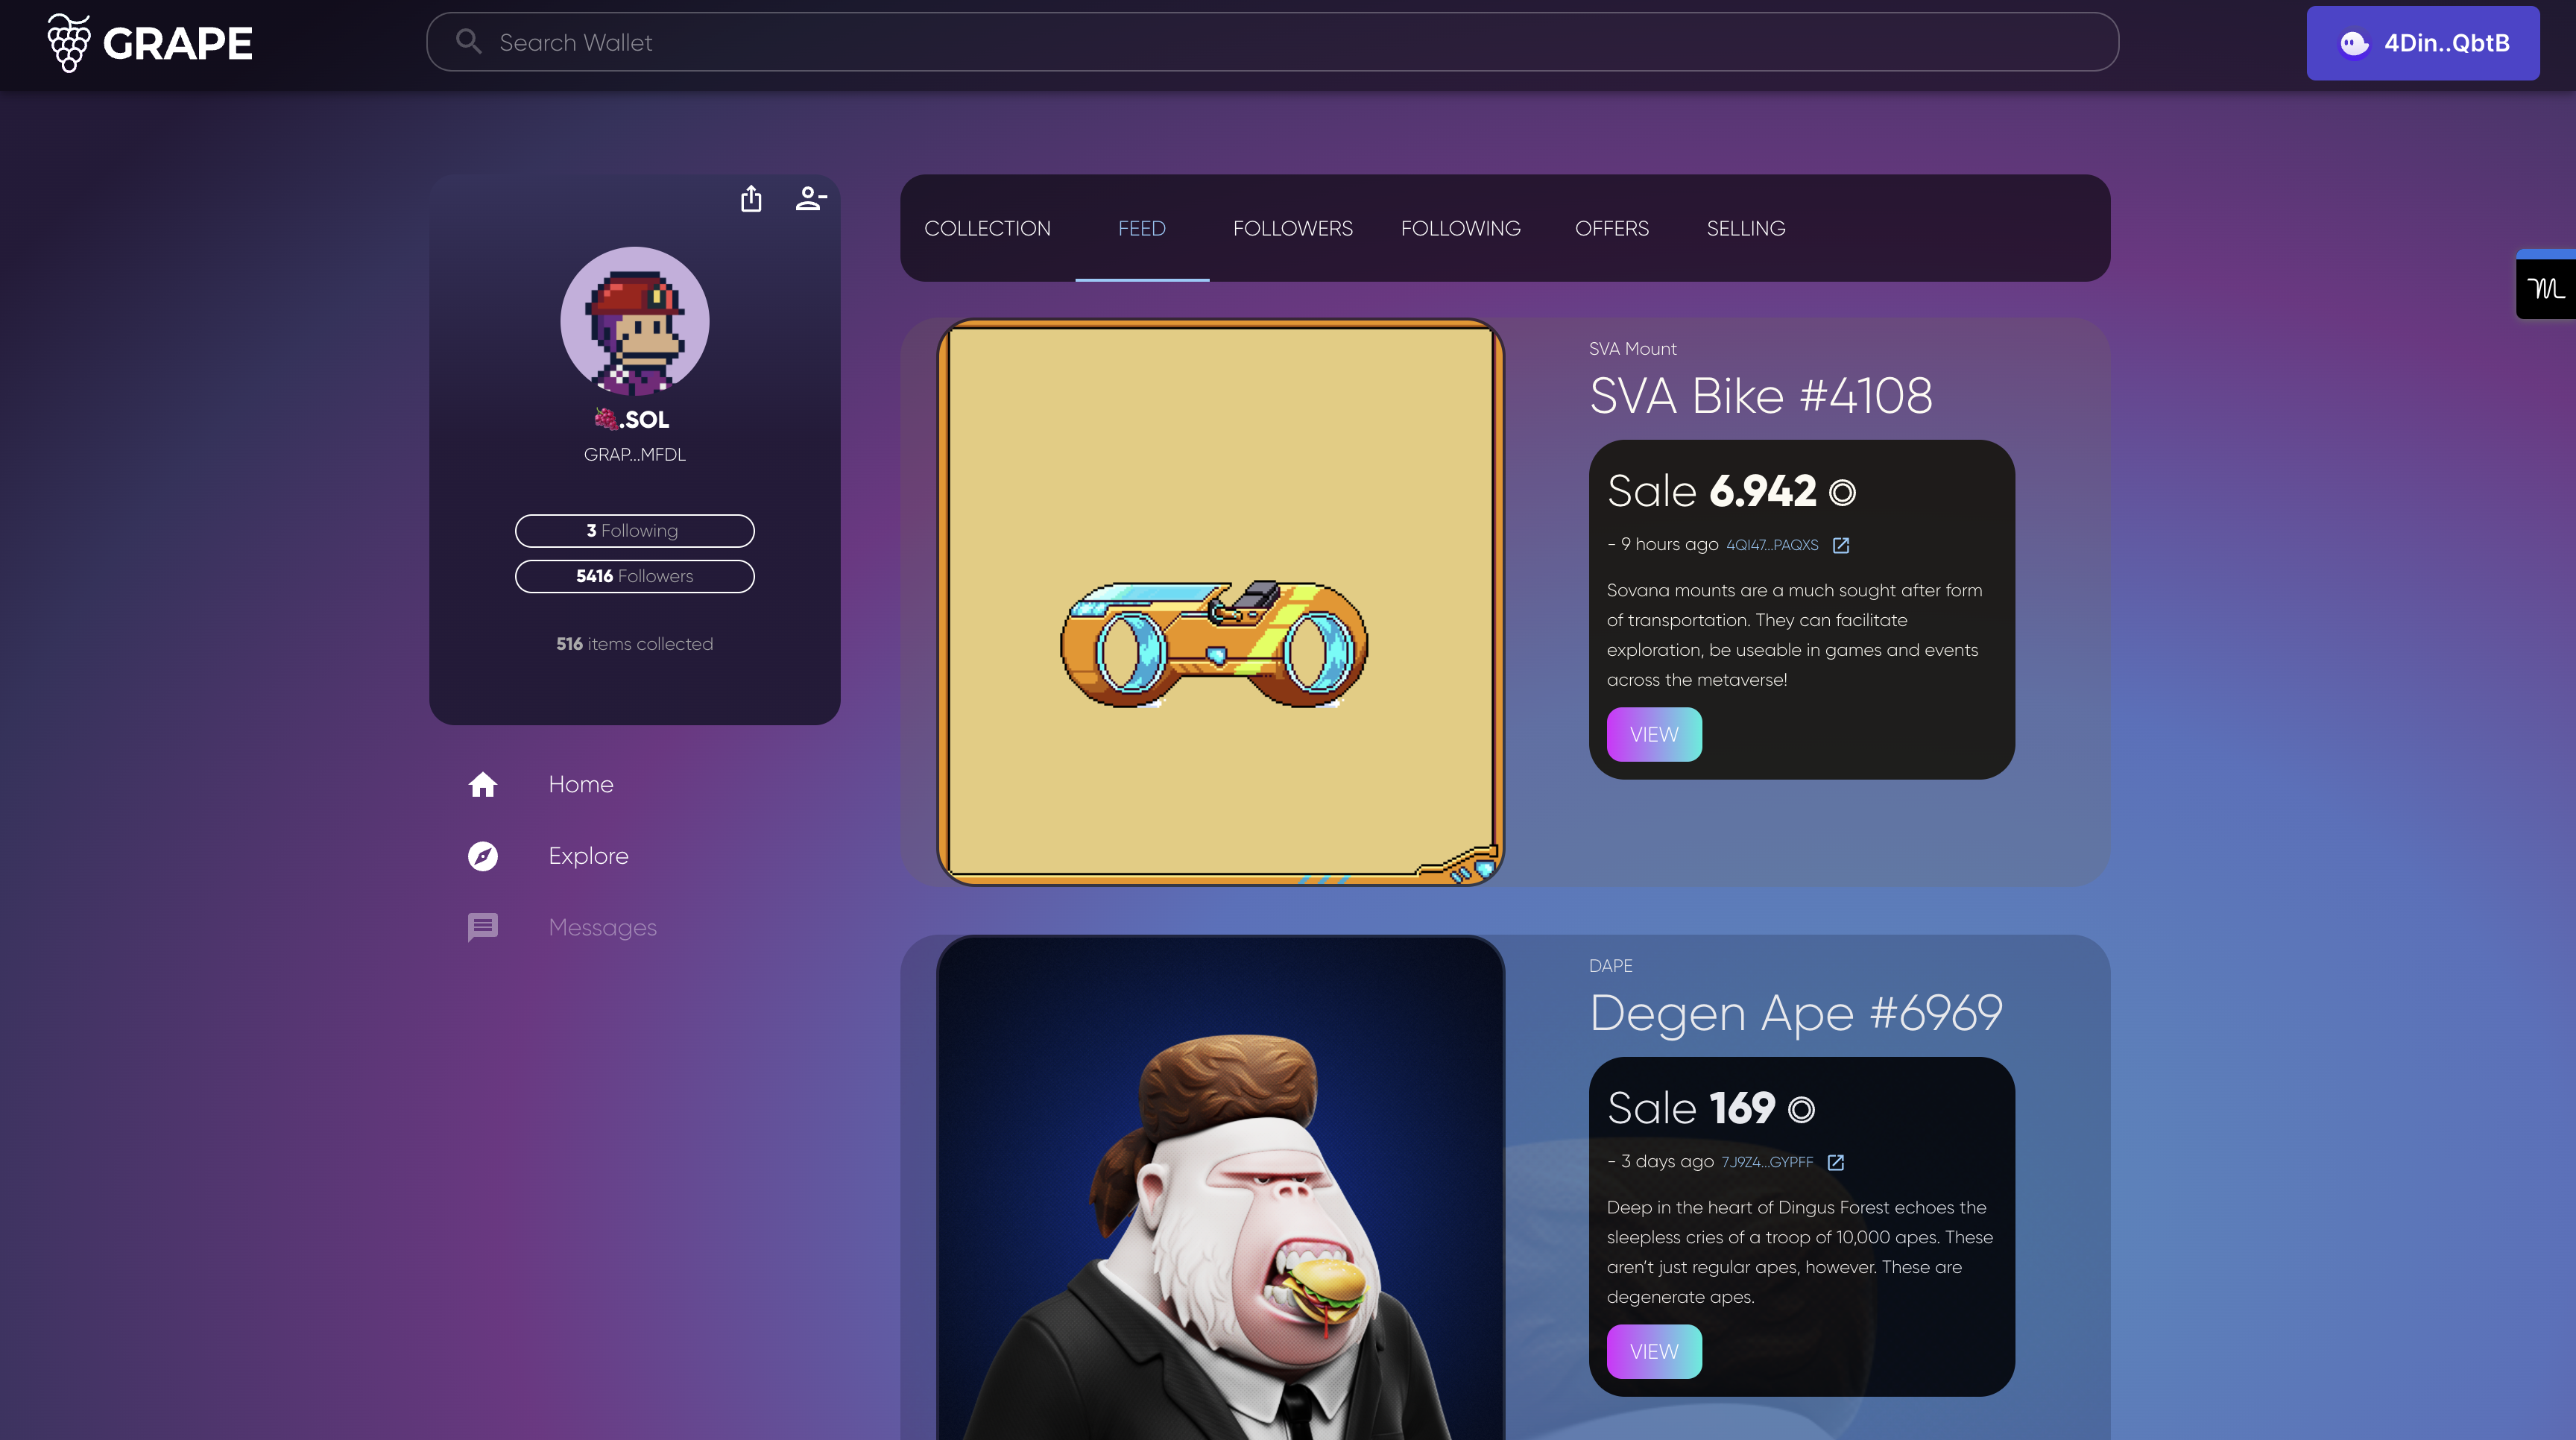 GRAPE
Search Wallet
4Din..QbtB
COLLECTION
FEED
FOLLOWERS
FOLLOWING
OFFERS
SELLING
🍇.SOL
GRAP...MFDL
3 Following
5416 Followers
516 items collected
Home
Explore
Messages
SVA Mount
SVA Bike #4108
Sale 6.942
- 9 hours ago 4QI47...PAQXS
Sovana mounts are a much sought after form
of transportation. They can facilitate
exploration, be useable in games and events
across the metaverse!
VIEW
DAPE
Degen Ape #6969
Sale 169
- 3 days ago 7J9Z4...GYPFF
Deep in the heart of Dingus Forest echoes the
sleepless cries of a troop of 10,000 apes. These
aren't just regular apes, however. These are
degenerate apes.
VIEW